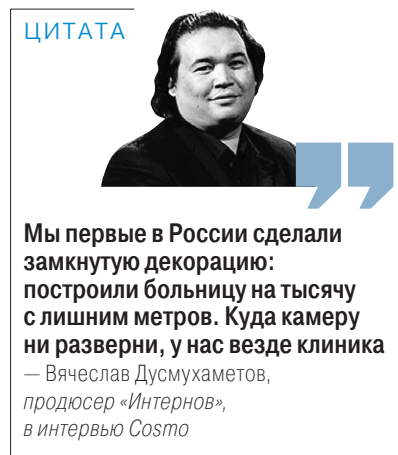 ЦИТАТА
Мы первые в России сделали
замкнутую декорацию:
построили больницу на тысячу
с лишним метров. Куда камеру
ни разверни, у нас везде клиника
— Вячеслав Дусмухаметов,
продюсер «Интернов»,
в интервью Cosmo